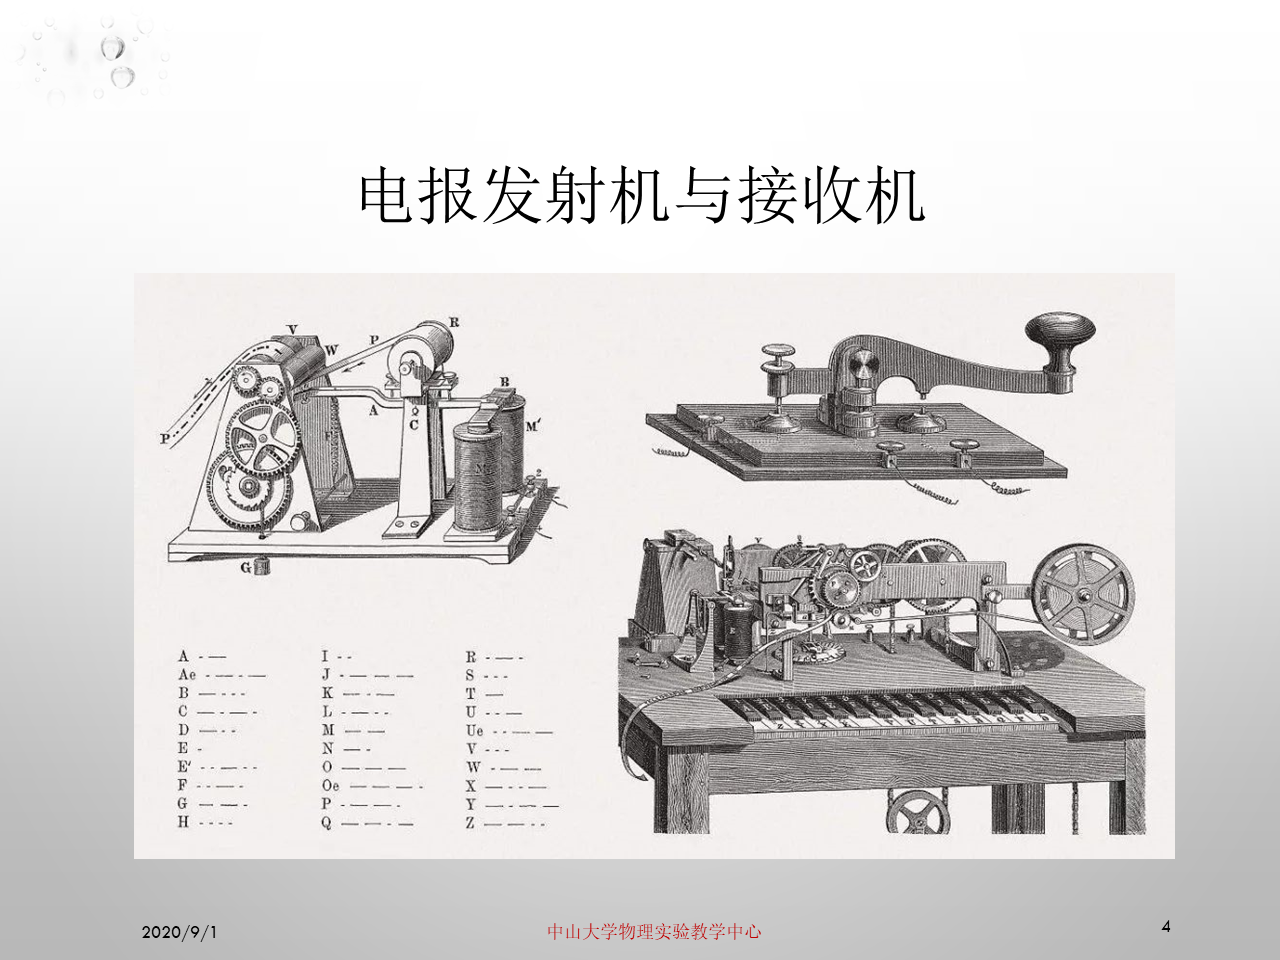 电报发射机与接收机
V
R
P
W
B
A
C
M'
F
M
2
P
G
A ·—
Ae ·—·—
B —···
C —·—·
D —··
E ·
E' ··—··
F ··—·
G ——·
H ····
I ··
J ·———
K —·—
L ·—··
M ——
N —·
O ———
Oe ———·
P ·——·
Q ——·—
R ·—·
S ···
T —
U ··—
Ue ··——
V ···
W ·——
X —··—
Y —·——
Z ——··
2020/9/1
中山大学物理实验教学中心
4